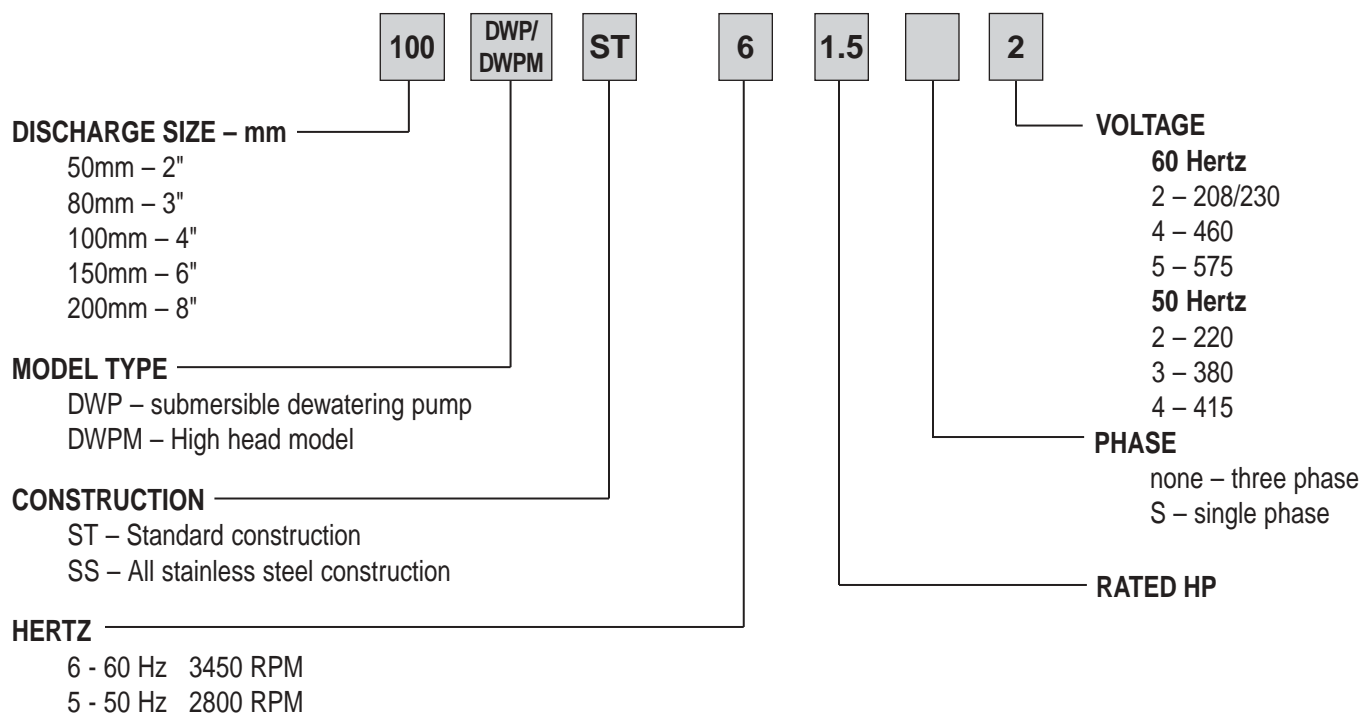 100 DWP/ DWPM ST 6 1.5 2
DISCHARGE SIZE – mm
50mm – 2"
80mm – 3"
100mm – 4"
150mm – 6"
200mm – 8"
MODEL TYPE
DWP – submersible dewatering pump
DWPM – High head model
CONSTRUCTION
ST – Standard construction
SS – All stainless steel construction
HERTZ
6 - 60 Hz 3450 RPM
5 - 50 Hz 2800 RPM
VOLTAGE
60 Hertz
2 – 208/230
4 – 460
5 – 575
50 Hertz
2 – 220
3 – 380
4 – 415
PHASE
none – three phase
S – single phase
RATED HP